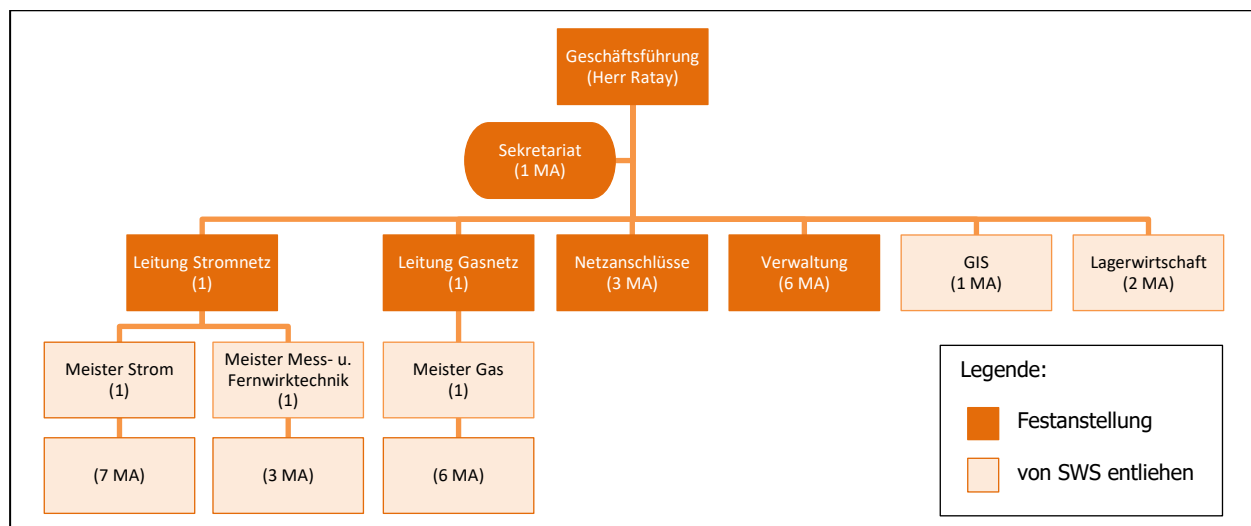 Geschäftsführung
(Herr Ratay)
Sekretariat
(1 MA)
Leitung Stromnetz
(1)
Leitung Gasnetz
(1)
Netzanschlüsse
(3 MA)
Verwaltung
(6 MA)
GIS
(1 MA)
Lagerwirtschaft
(2 MA)
Meister Strom
(1)
Meister Mess- u.
Fernwirktechnik
(1)
Meister Gas
(1)
(7 MA)
(3 MA)
(6 MA)
Legende:
Festanstellung
von SWS entliehen